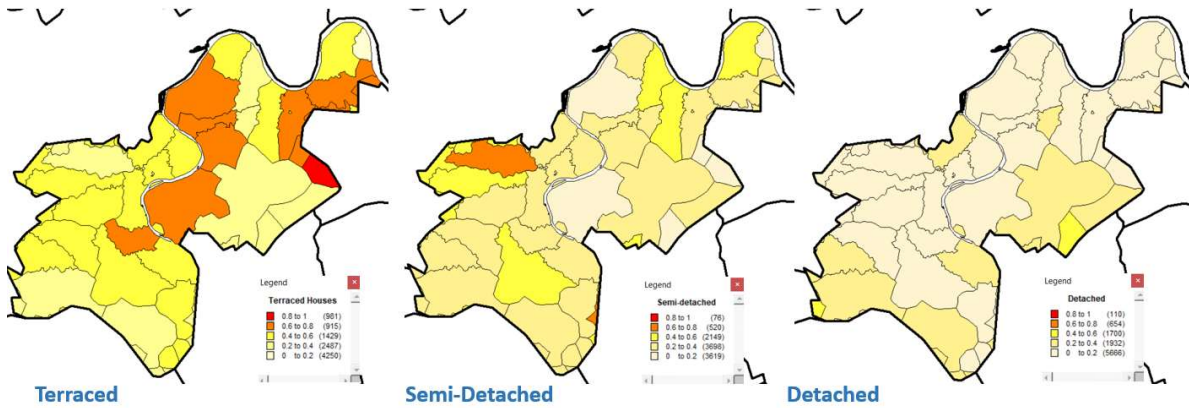 Legend
Terraced Houses
0.8 to 1 (981)
0.6 to 0.8 (915)
0.4 to 0.6 (1429)
0.2 to 0.4 (2487)
0 to 0.2 (4250)
Terraced
Legend
Semi-detached
0.8 to 1 (76)
0.6 to 0.8 (520)
0.4 to 0.6 (2149)
0.2 to 0.4 (3698)
0 to 0.2 (3619)
Semi-Detached
Legend
Detached
0.8 to 1 (110)
0.6 to 0.8 (654)
0.4 to 0.6 (1700)
0.2 to 0.4 (1932)
0 to 0.2 (5666)
Detached